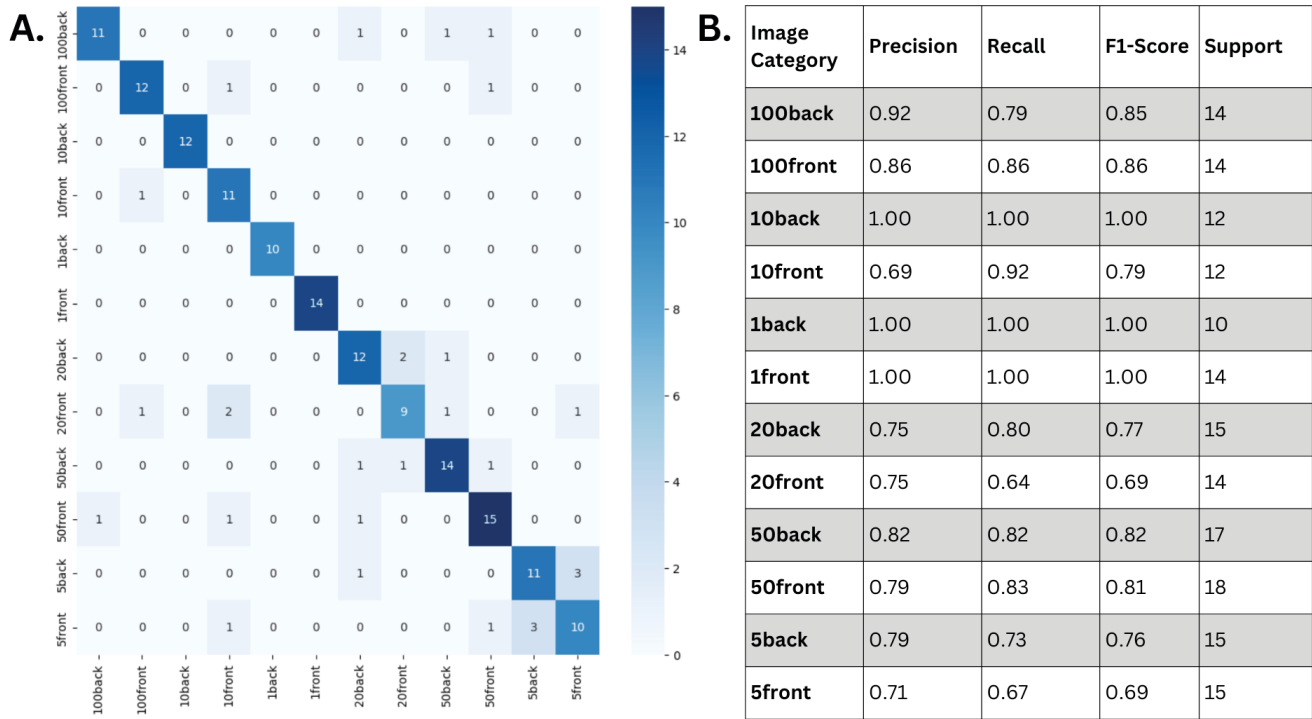 A.
100back 11 0 0 0 0 0 1 0 1 1 0 0
100front 0 12 0 1 0 0 0 0 0 1 0 0
10back 0 0 12 0 0 0 0 0 0 0 0 0
10front 0 1 0 11 0 0 0 0 0 0 0 0
1back 0 0 0 0 10 0 0 0 0 0 0 0
1front 0 0 0 0 0 14 0 0 0 0 0 0
20back 0 0 0 0 0 0 12 2 1 0 0 0
20front 0 1 0 2 0 0 0 9 1 0 0 1
50back 0 0 0 0 0 0 1 1 14 1 0 0
50front 1 0 0 1 0 0 1 0 0 15 0 0
5back 0 0 0 0 0 0 1 0 0 0 11 3
5front 0 0 0 1 0 0 0 0 0 1 3 10
100back 100front 10back 10front 1back 1front 20back 20front 50back 50front 5back 5front
14
12
10
8
6
4
2
0
B.
Image Category Precision Recall F1-Score Support
100back 0.92 0.79 0.85 14
100front 0.86 0.86 0.86 14
10back 1.00 1.00 1.00 12
10front 0.69 0.92 0.79 12
1back 1.00 1.00 1.00 10
1front 1.00 1.00 1.00 14
20back 0.75 0.80 0.77 15
20front 0.75 0.64 0.69 14
50back 0.82 0.82 0.82 17
50front 0.79 0.83 0.81 18
5back 0.79 0.73 0.76 15
5front 0.71 0.67 0.69 15